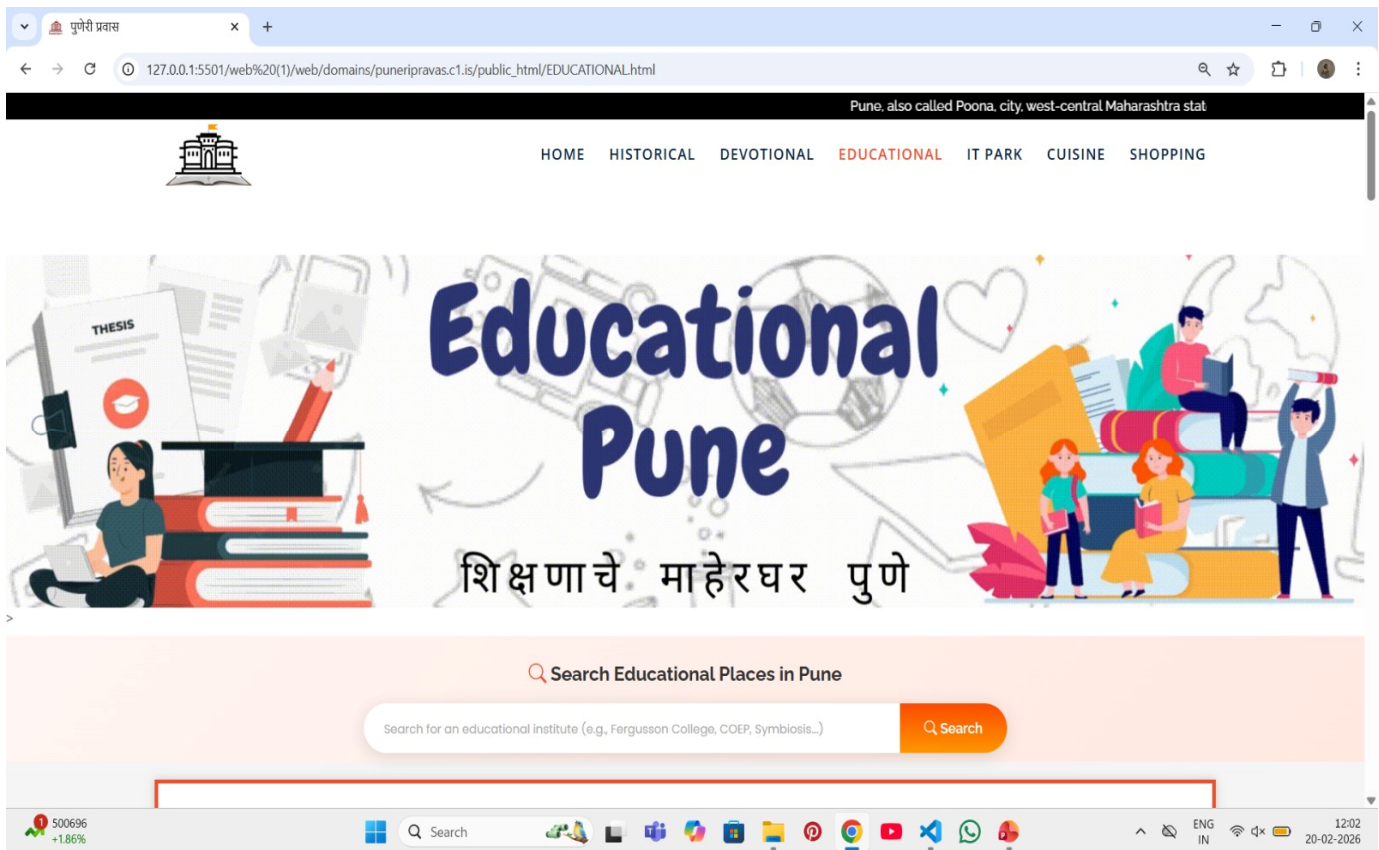 पुणेरी प्रवास
127.0.0.1:5501/web%20(1)/web/domains/puneripravas.c1.is/public_html/EDUCATIONAL.html
Pune, also called Poona, city, west-central Maharashtra stat
HOME HISTORICAL DEVOTIONAL EDUCATIONAL IT PARK CUISINE SHOPPING
THESIS
Educational
Pune
शिक्षणाचे माहेरघर पुणे
>
Search Educational Places in Pune
Search for an educational institute (e.g., Fergusson College, COEP, Symbiosis...)
Search
1
500696
+1.86%
Search
ENG
IN
12:02
20-02-2026